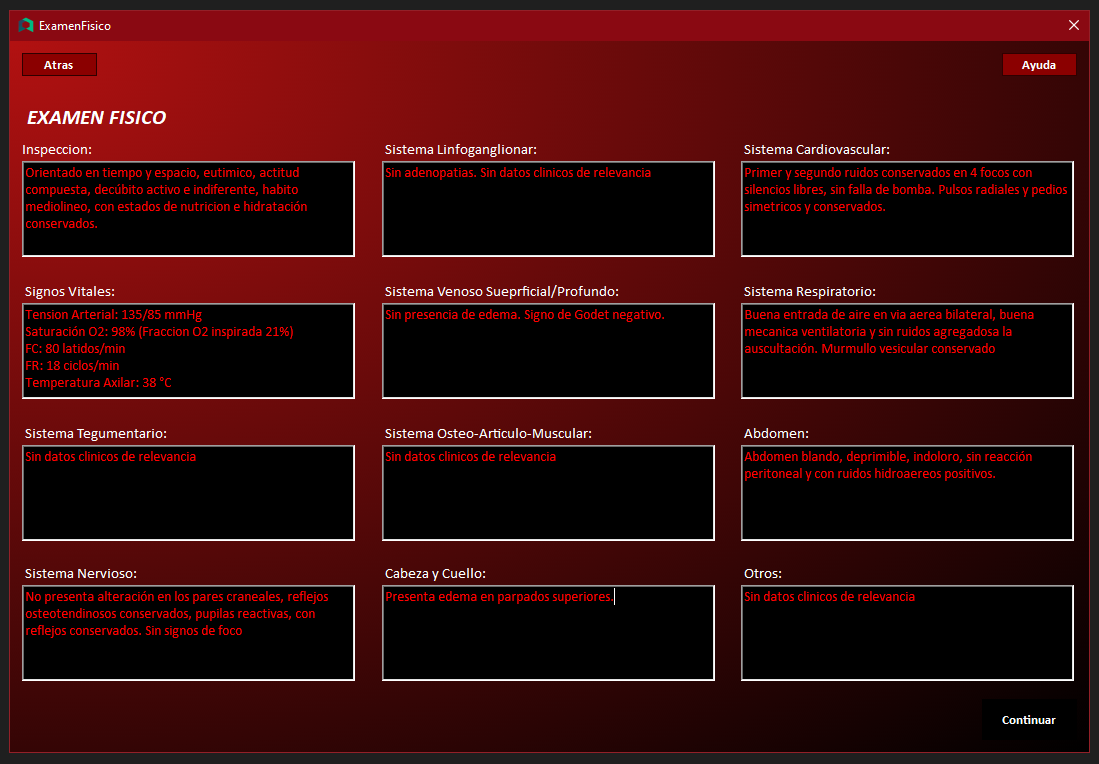 ExamenFisico
Atras
Ayuda
EXAMEN FISICO
Inspeccion:
Orientado en tiempo y espacio, eutimico, actitud
compuesta, decúbito activo e indiferente, habito
mediolineo, con estados de nutricion e hidratación
conservados.
Sistema Linfoganglionar:
Sin adenopatias. Sin datos clinicos de relevancia
Sistema Cardiovascular:
Primer y segundo ruidos conservados en 4 focos con
silencios libres, sin falla de bomba. Pulsos radiales y pedios
simetricos y conservados.
Signos Vitales:
Tension Arterial: 135/85 mmHg
Saturación O2: 98% (Fraccion O2 inspirada 21%)
FC: 80 latidos/min
FR: 18 ciclos/min
Temperatura Axilar: 38 °C
Sistema Venoso Sueprficial/Profundo:
Sin presencia de edema. Signo de Godet negativo.
Sistema Respiratorio:
Buena entrada de aire en via aerea bilateral, buena
mecanica ventilatoria y sin ruidos agregadosa la
auscultación. Murmullo vesicular conservado
Sistema Tegumentario:
Sin datos clinicos de relevancia
Sistema Osteo-Articulo-Muscular:
Sin datos clinicos de relevancia
Abdomen:
Abdomen blando, deprimible, indoloro, sin reacción
peritoneal y con ruidos hidroaereos positivos.
Sistema Nervioso:
No presenta alteración en los pares craneales, reflejos
osteotendinosos conservados, pupilas reactivas, con
reflejos conservados. Sin signos de foco
Cabeza y Cuello:
Presenta edema en parpados superiores.
Otros:
Sin datos clinicos de relevancia
Continuar